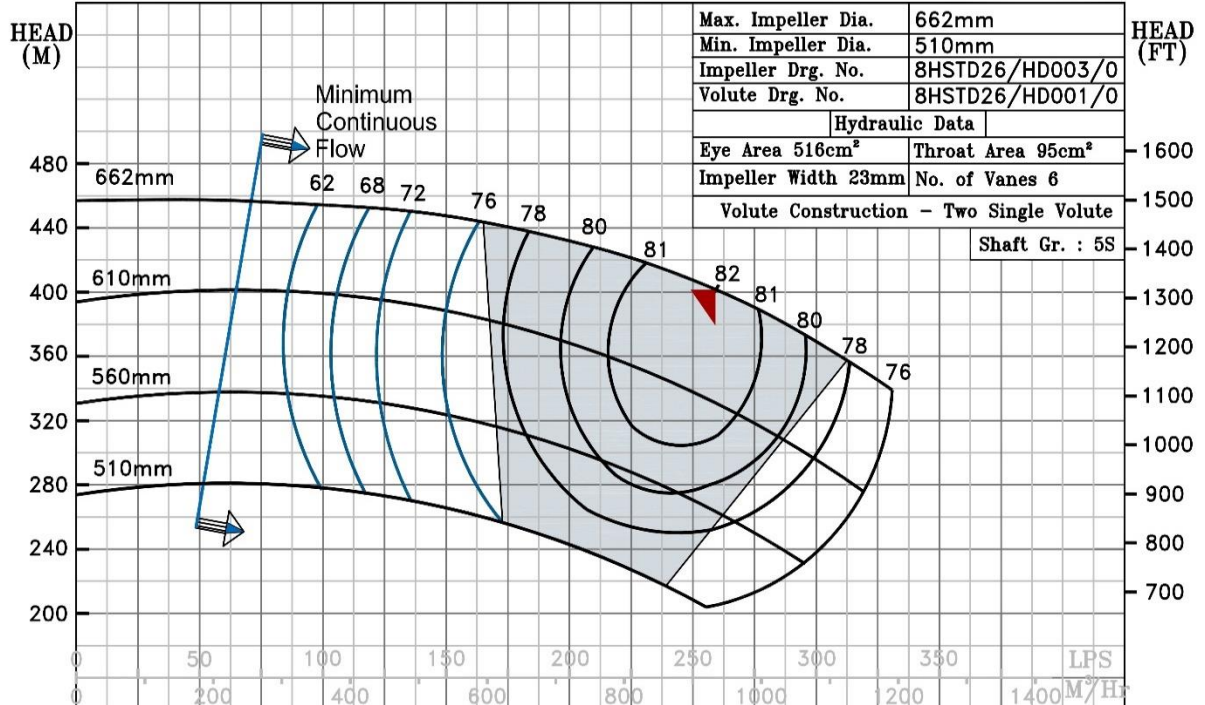 HEAD
(M)
Max. Impeller Dia. 662mm
Min. Impeller Dia. 510mm
Impeller Drg. No. 8HSTD26/HD003/0
Volute Drg. No. 8HSTD26/HD001/0
Hydraulic Data
Eye Area 516cm² Throat Area 95cm²
Impeller Width 23mm No. of Vanes 6
Volute Construction - Two Single Volute
Shaft Gr. : 5S
HEAD
(FT)
Minimum
Continuous
Flow
480
440
400
360
320
280
240
200
1600
1500
1400
1300
1200
1100
1000
900
800
700
662mm
62 68 72 76 78 80 81 82 81 80 78 76
610mm
560mm
510mm
0 50 100 150 200 250 300 350 LPS
0 200 400 600 800 1000 1200 1400 M³/Hr